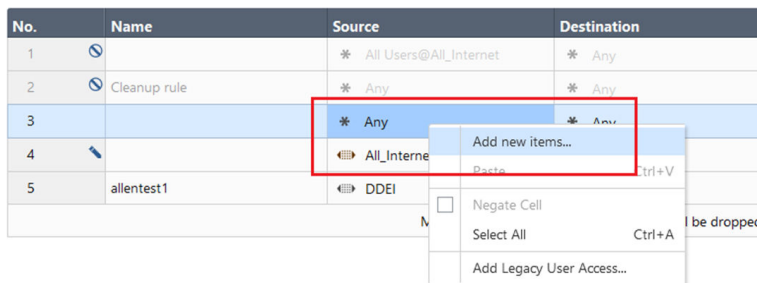 No. Name Source Destination
1 All Users@All_Internet Any
2 Cleanup rule Any Any
3 Any Any
Add new items...
4 All_Interne
Paste Ctrl+V
5 allentest1 DDEI
Negate Cell
M l be dropped
Select All Ctrl+A
Add Legacy User Access...